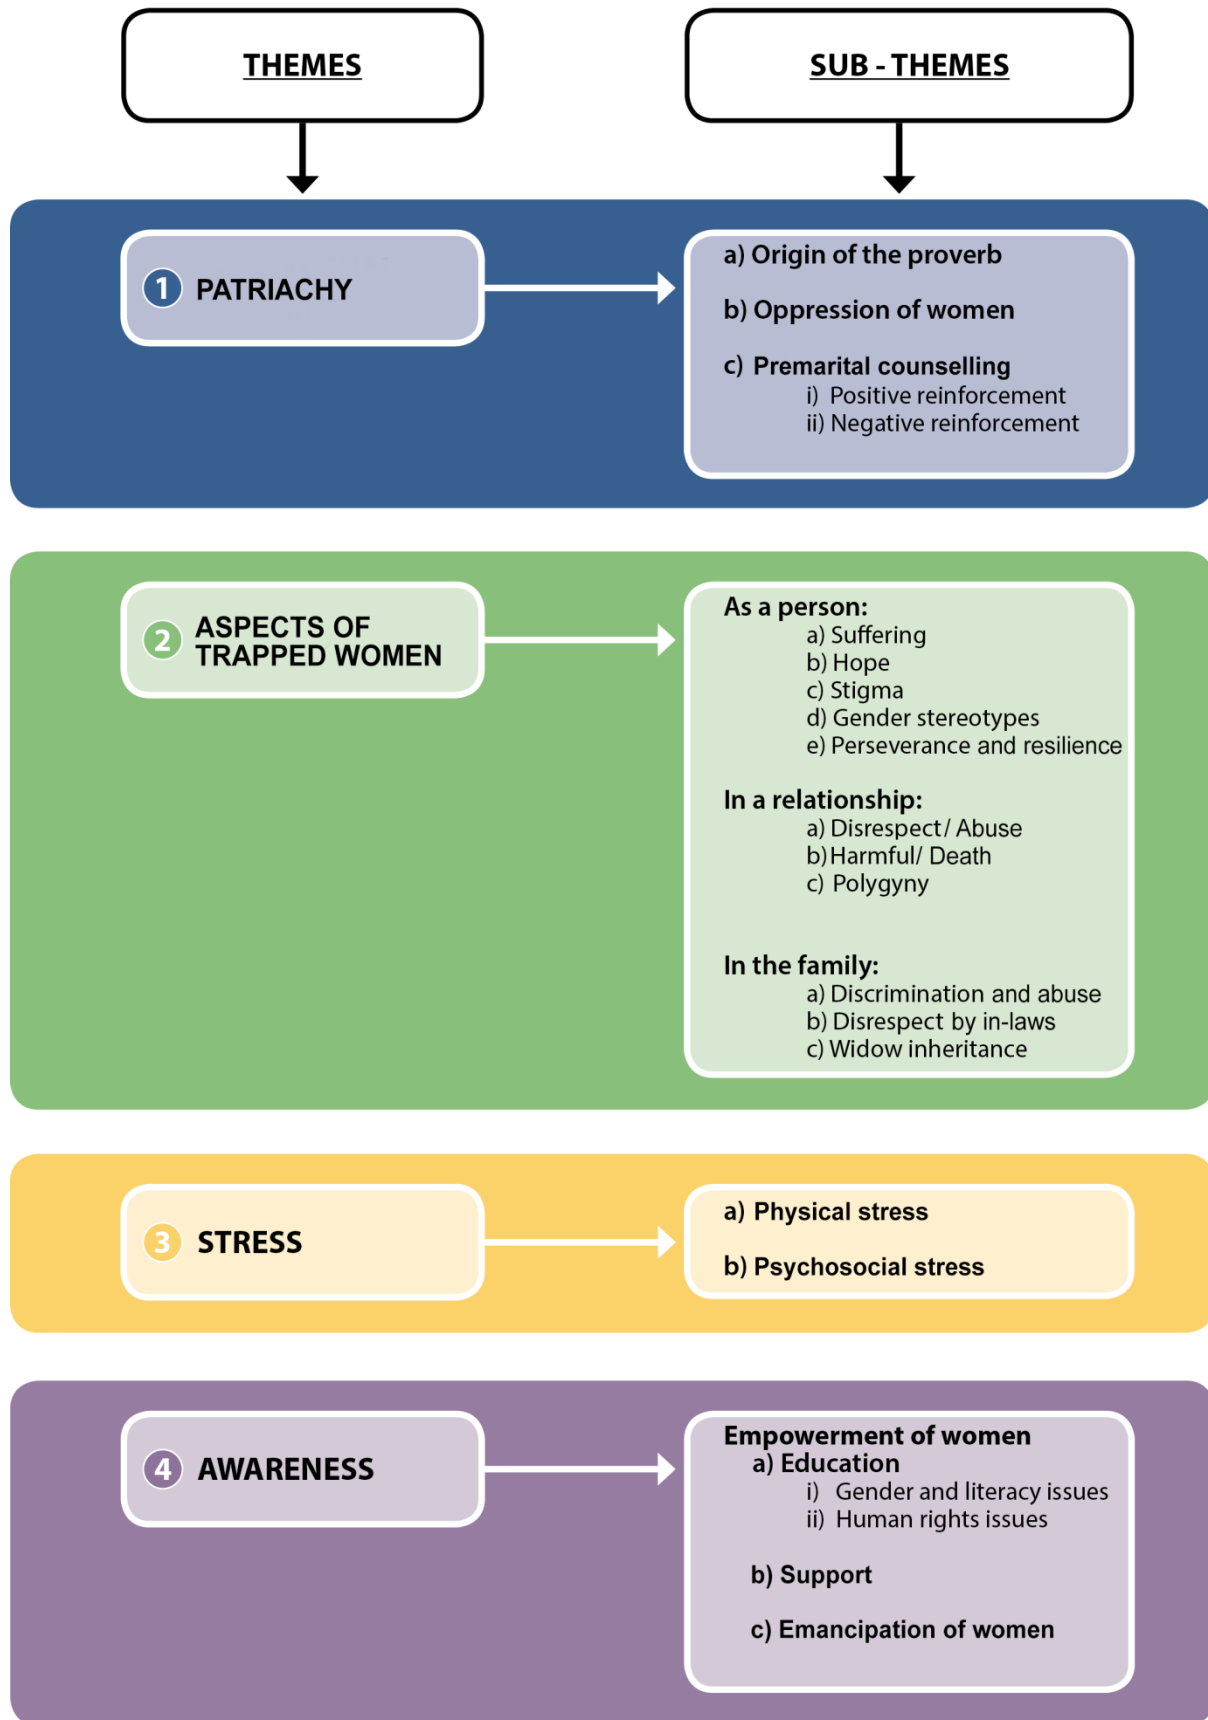 THEMES
SUB - THEMES
1 PATRIACHY
a) Origin of the proverb
b) Oppression of women
c) Premarital counselling
i) Positive reinforcement
ii) Negative reinforcement
2 ASPECTS OF
TRAPPED WOMEN
As a person:
a) Suffering
b) Hope
c) Stigma
d) Gender stereotypes
e) Perseverance and resilience
In a relationship:
a) Disrespect/ Abuse
b) Harmful/ Death
c) Polygyny
In the family:
a) Discrimination and abuse
b) Disrespect by in-laws
c) Widow inheritance
3 STRESS
a) Physical stress
b) Psychosocial stress
4 AWARENESS
Empowerment of women
a) Education
i) Gender and literacy issues
ii) Human rights issues
b) Support
c) Emancipation of women